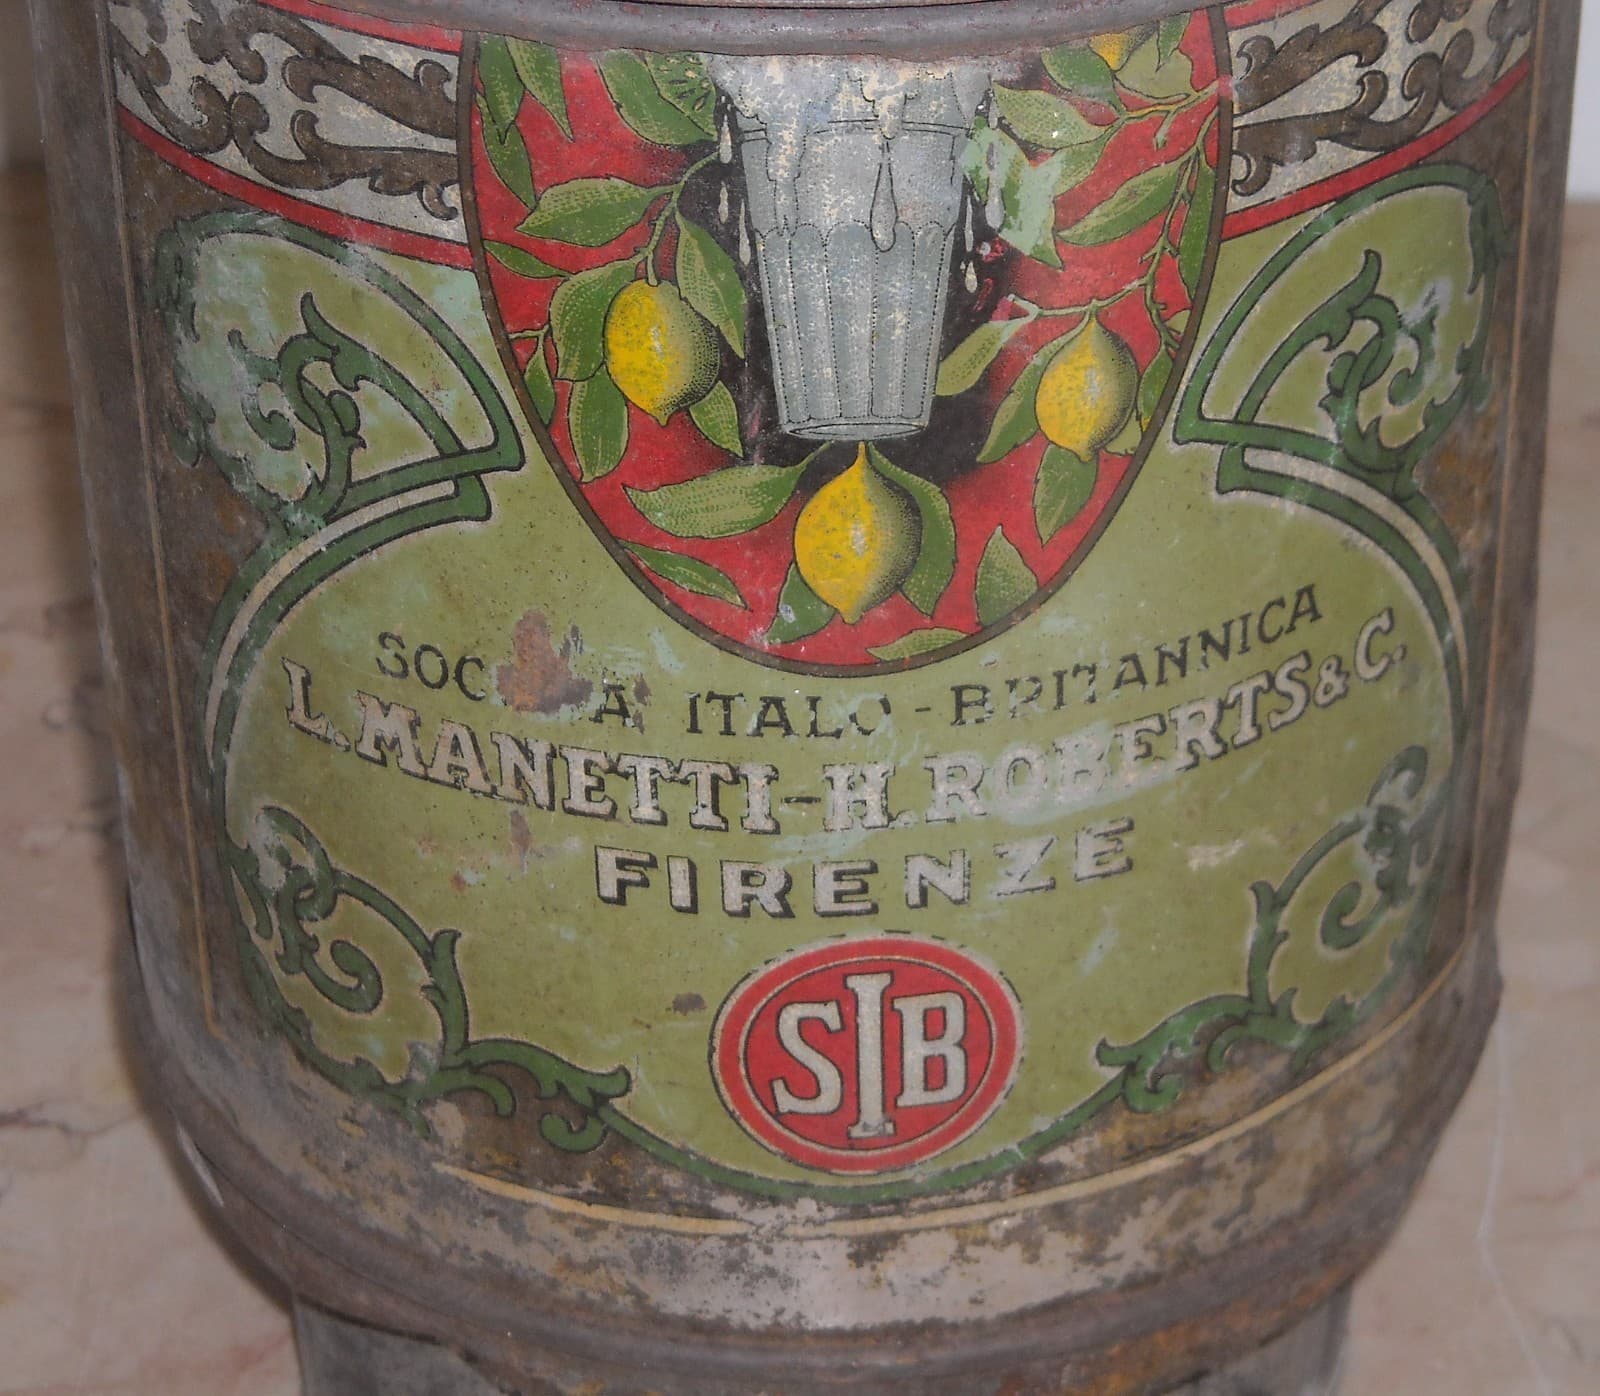 ITALO-BRITANNICA
L. MANETTI-H. ROBERTS & C.
FIRENZE
SIB